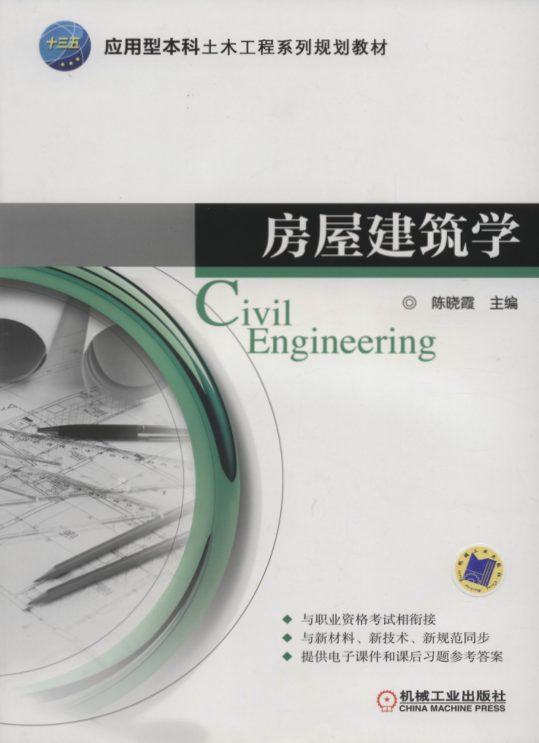 十三五
应用型本科土木工程系列规划教材
房屋建筑学
◎ 陈晓霞 主编
Civil
Engineering
◆ 与职业资格考试相衔接
◆ 与新材料、新技术、新规范同步
◆ 提供电子课件和课后习题参考答案
机械工业出版社
CHINA MACHINE PRESS